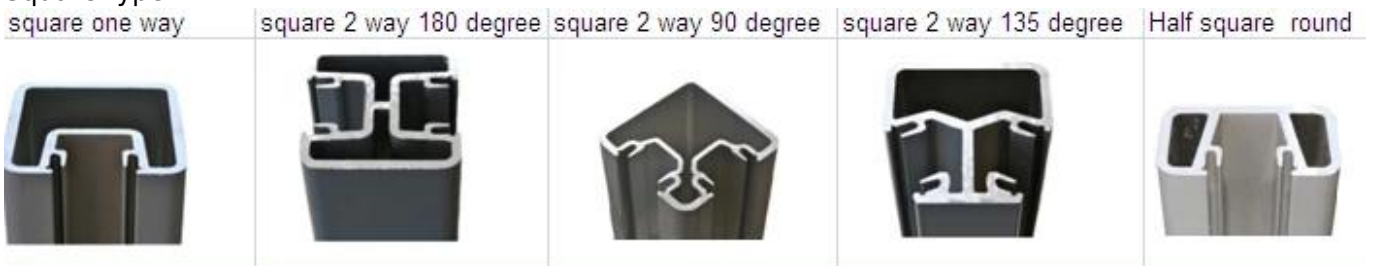 square one way
square 2 way 180 degree
square 2 way 90 degree
square 2 way 135 degree
Half square round